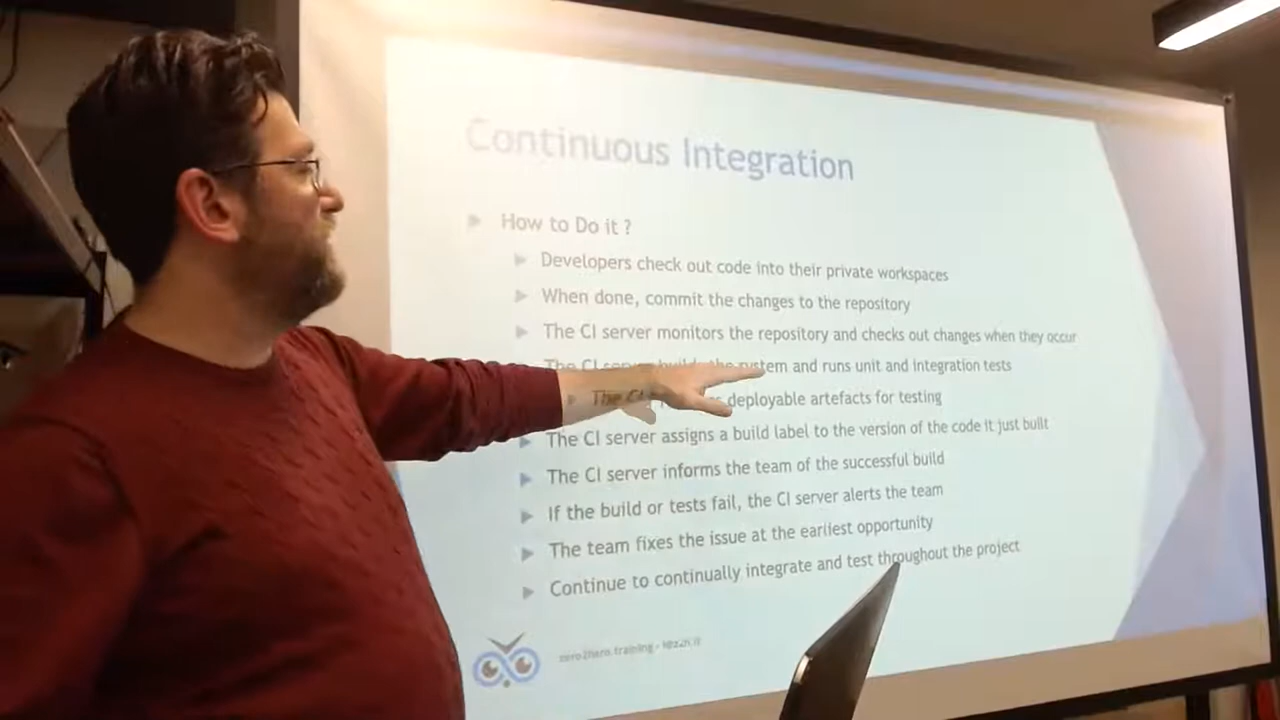 Continuous Integration
How to Do it ?
Developers check out code into their private workspaces
When done, commit the changes to the repository
The CI server monitors the repository and checks out changes when they occur
The CI server builds the system and runs unit and integration tests
The CI deployable artefacts for testing
The CI server assigns a build label to the version of the code it just built
The CI server informs the team of the successful build
If the build or tests fail, the CI server alerts the team
The team fixes the issue at the earliest opportunity
Continue to continually integrate and test throughout the project
zero2hero.training -